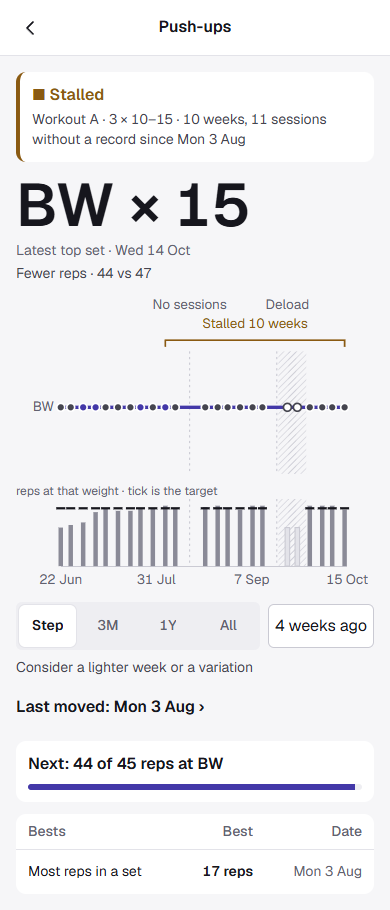 Push-ups
Stalled
Workout A · 3 × 10–15 · 10 weeks, 11 sessions
without a record since Mon 3 Aug
BW × 15
Latest top set · Wed 14 Oct
Fewer reps · 44 vs 47
No sessions Deload
Stalled 10 weeks
BW
reps at that weight · tick is the target
22 Jun 31 Jul 7 Sep 15 Oct
Step 3M 1Y All 4 weeks ago
Consider a lighter week or a variation
Last moved: Mon 3 Aug ›
Next: 44 of 45 reps at BW
Bests Best Date
Most reps in a set 17 reps Mon 3 Aug